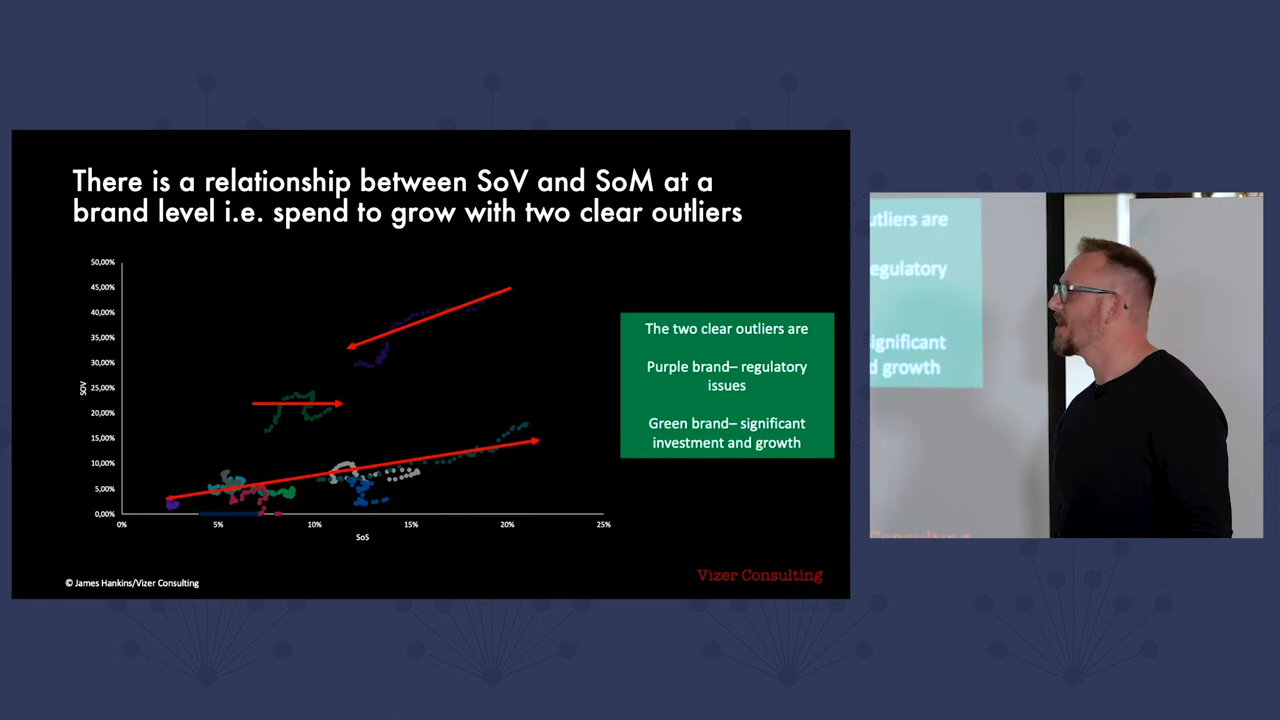 There is a relationship between SoV and SoM at a
brand level i.e. spend to grow with two clear outliers
50,00%
45,00%
40,00%
35,00%
30,00%
25,00%
20,00%
15,00%
10,00%
5,00%
0,00%
SOV
0%
5%
10%
15%
20%
25%
SoS
The two clear outliers are
Purple brand– regulatory
issues
Green brand– significant
investment and growth
© James Hankins/Vizer Consulting
Vizer Consulting
utliers are
egulatory
ignificant
d growth